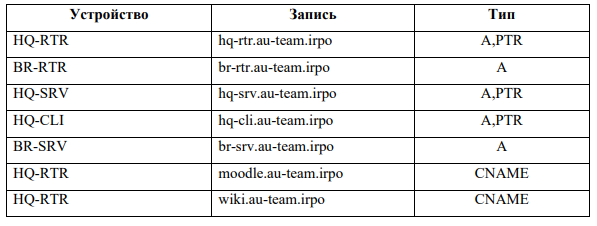 Устройство Запись Тип
HQ-RTR hq-rtr.au-team.irpo A,PTR
BR-RTR br-rtr.au-team.irpo A
HQ-SRV hq-srv.au-team.irpo A,PTR
HQ-CLI hq-cli.au-team.irpo A,PTR
BR-SRV br-srv.au-team.irpo A
HQ-RTR moodle.au-team.irpo CNAME
HQ-RTR wiki.au-team.irpo CNAME